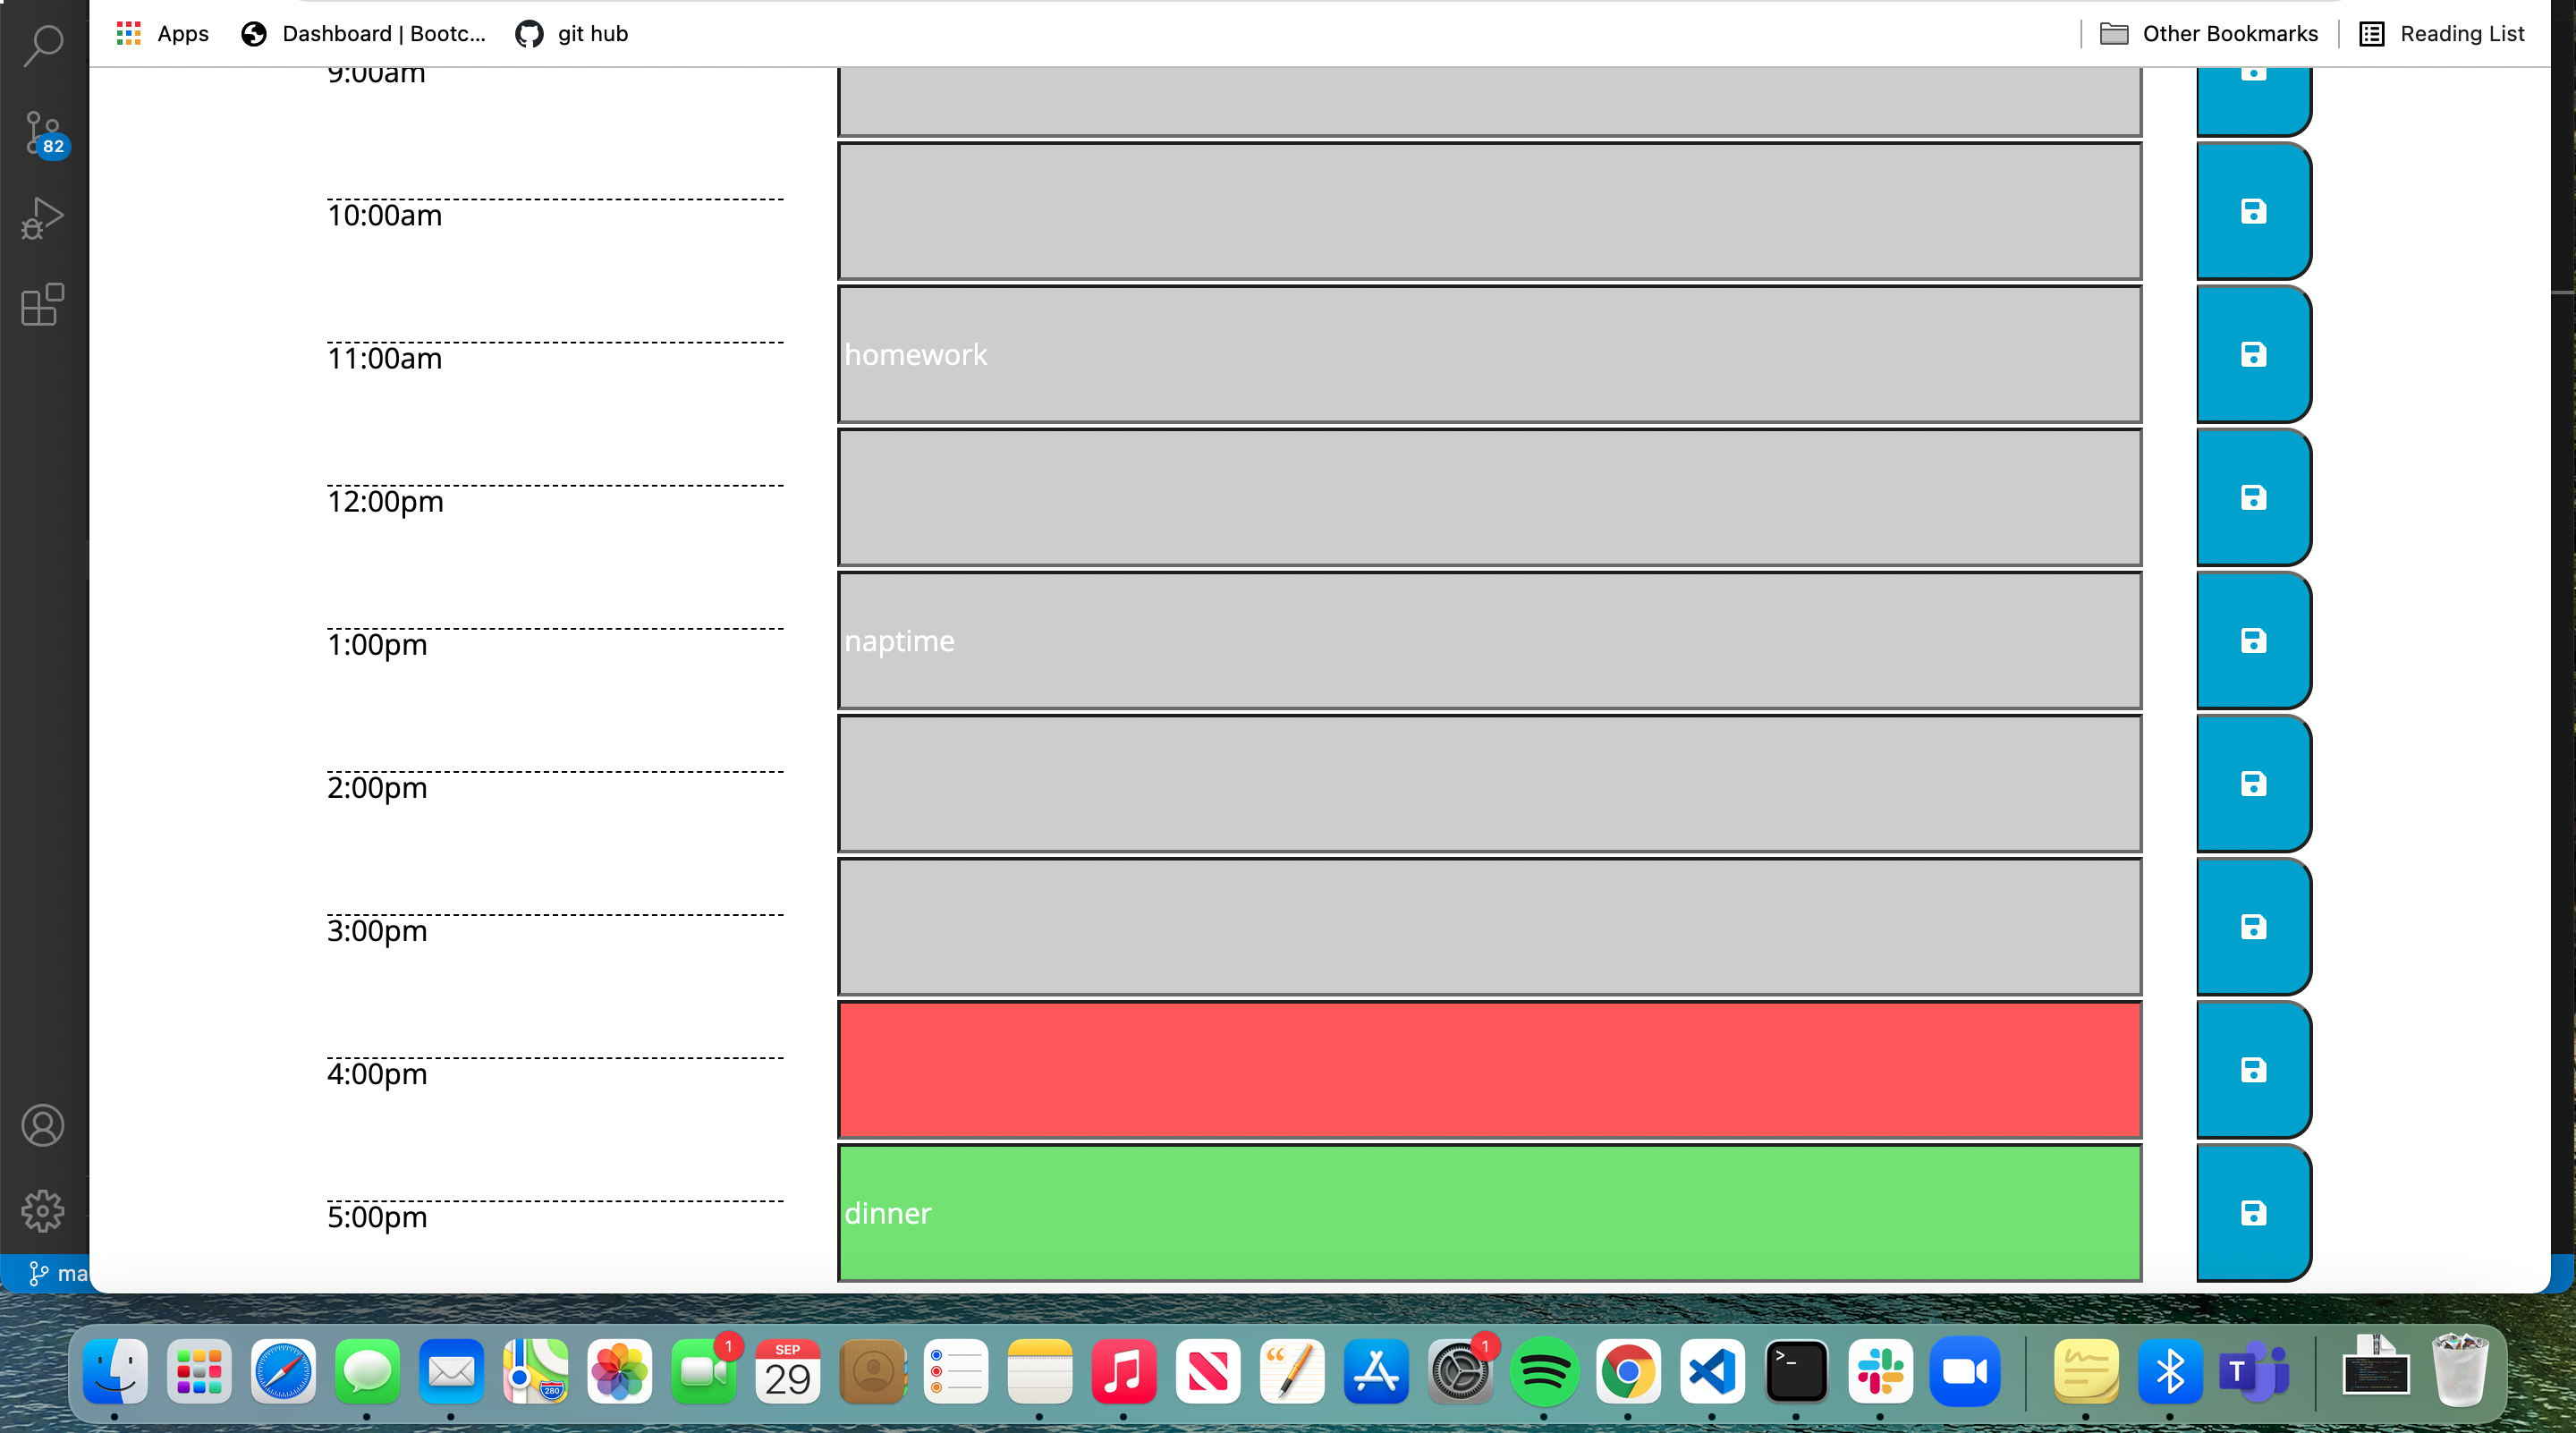 Apps Dashboard | Bootc... git hub Other Bookmarks Reading List
9:00am
82
10:00am
11:00am homework
12:00pm
1:00pm naptime
2:00pm
3:00pm
4:00pm
5:00pm dinner
ma
1 SEP 1
29
280
>_
T